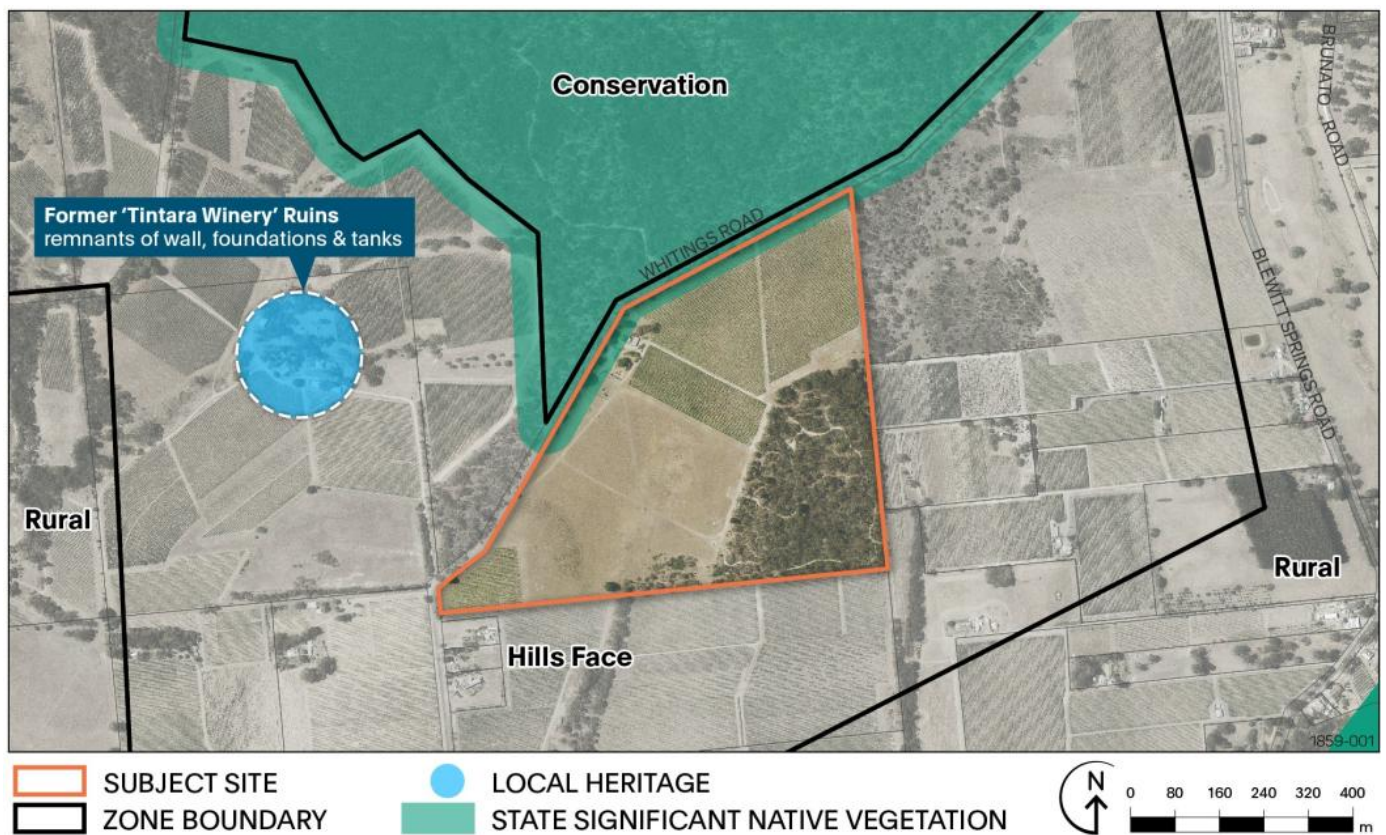 Conservation
BRUNATO ROAD
Former 'Tintara Winery' Ruins
remnants of wall, foundations & tanks
WHITINGS ROAD
BLEWITT SPRINGS ROAD
Rural
Rural
Hills Face
1859-001
SUBJECT SITE
ZONE BOUNDARY
LOCAL HERITAGE
STATE SIGNIFICANT NATIVE VEGETATION
N
0 80 160 240 320 400
m